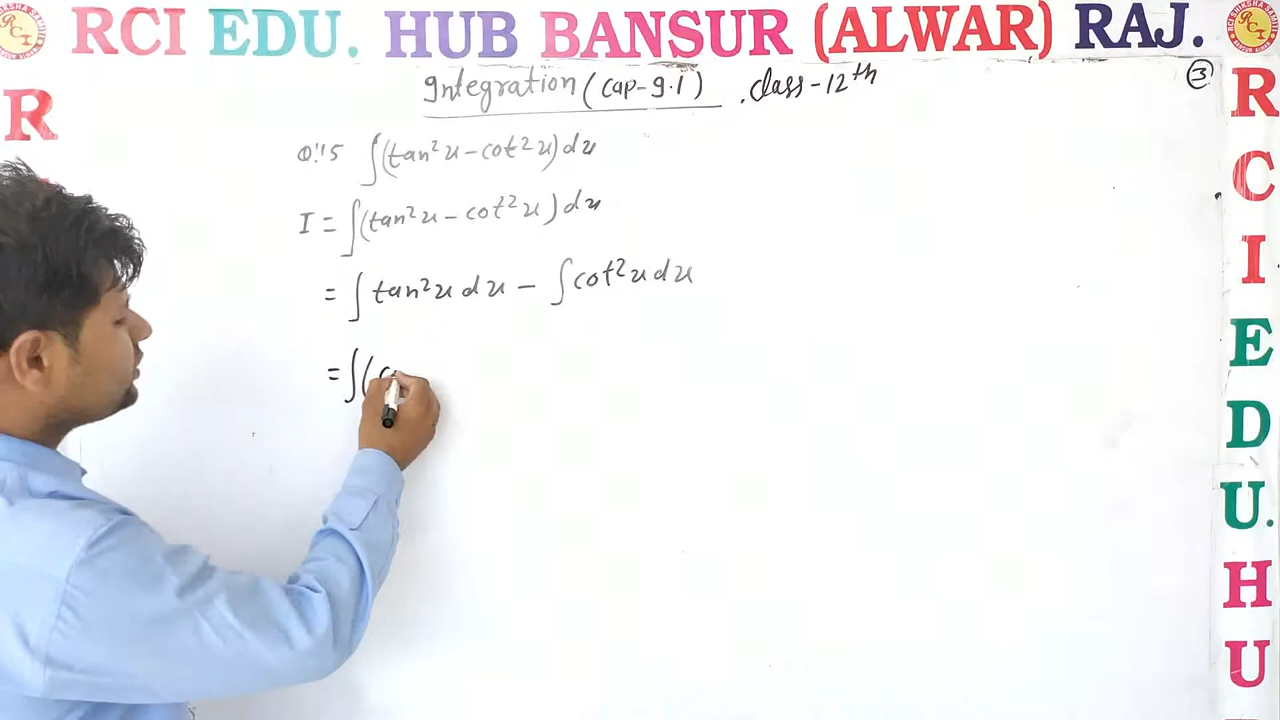 RCI EDU. HUB BANSUR (ALWAR) RAJ.
Integration (Cap-9.1) . Class-12th
3
Q.15 ∫(tan²x-cot²x)dx
I = ∫(tan²x-cot²x)dx
= ∫tan²x dx - ∫cot²x dx
= ∫(
R
R
C
I
E
D
U.
H
U